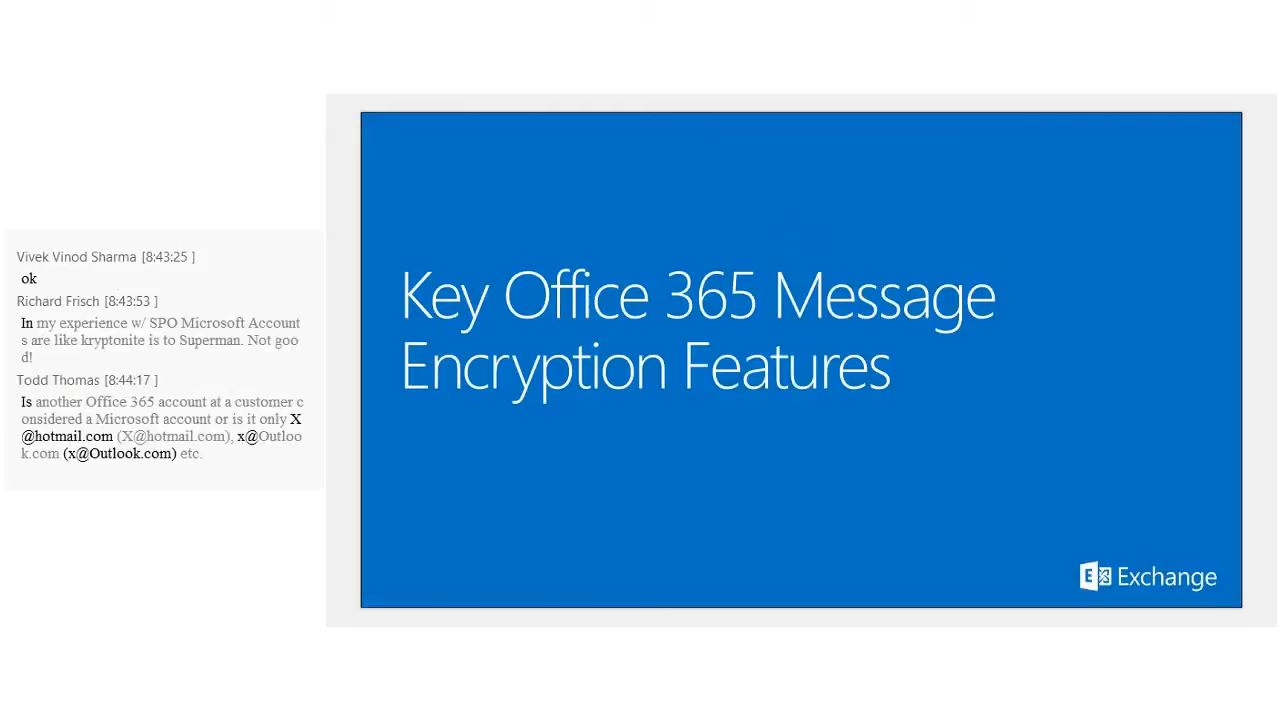 Vivek Vinod Sharma [8:43:25 ]
ok
Richard Frisch [8:43:53 ]
In my experience w/ SPO Microsoft Account
s are like kryptonite is to Superman. Not goo
d!
Todd Thomas [8:44:17 ]
Is another Office 365 account at a customer c
onsidered a Microsoft account or is it only X
@hotmail.com (X@hotmail.com), x@Outloo
k.com (x@Outlook.com) etc.
Key Office 365 Message
Encryption Features
E Exchange